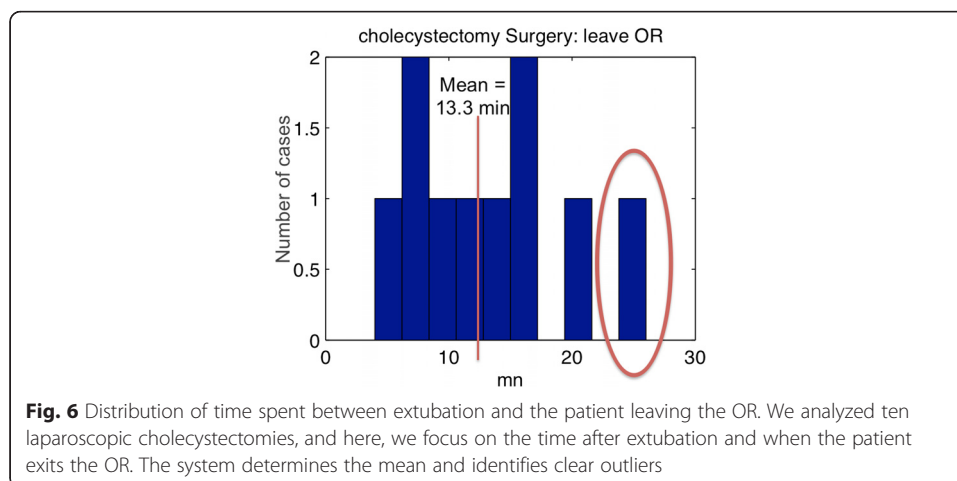 cholecystectomy Surgery: leave OR
2
Mean =
13.3 min
1.5
Number of cases
1
0.5
0
0 10 20 30
mn
Fig. 6 Distribution of time spent between extubation and the patient leaving the OR. We analyzed ten
laparoscopic cholecystectomies, and here, we focus on the time after extubation and when the patient
exits the OR. The system determines the mean and identifies clear outliers